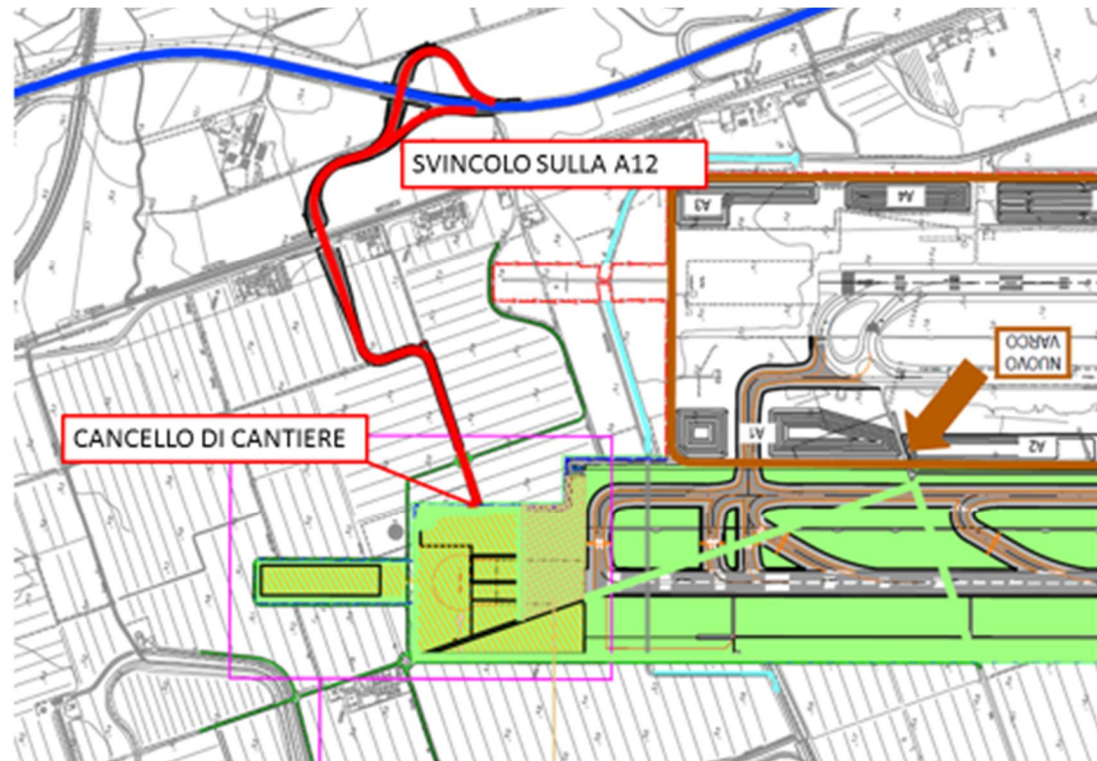 SVINCOLO SULLA A12
A3
A4
NUOVO
VARCO
CANCELLO DI CANTIERE
A1
A2